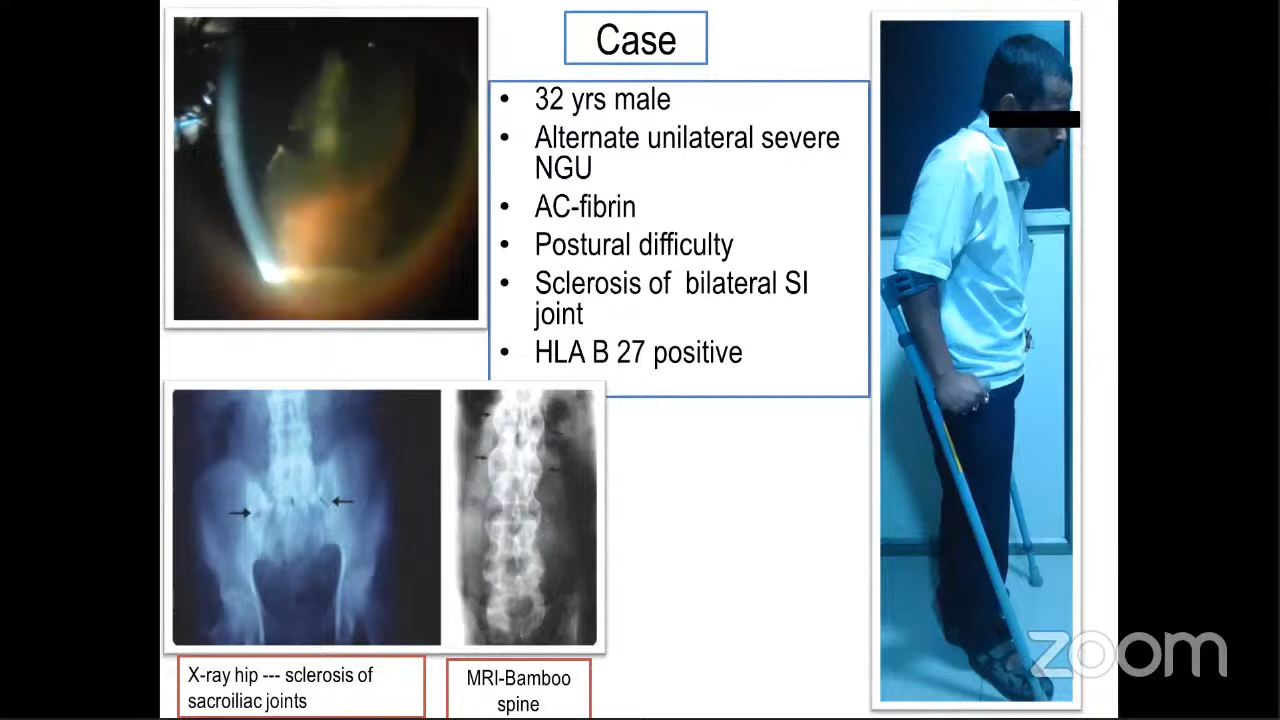 Case
• 32 yrs male
• Alternate unilateral severe
NGU
• AC-fibrin
• Postural difficulty
• Sclerosis of bilateral SI
joint
• HLA B 27 positive
X-ray hip --- sclerosis of
sacroiliac joints
MRI-Bamboo
spine
zoom